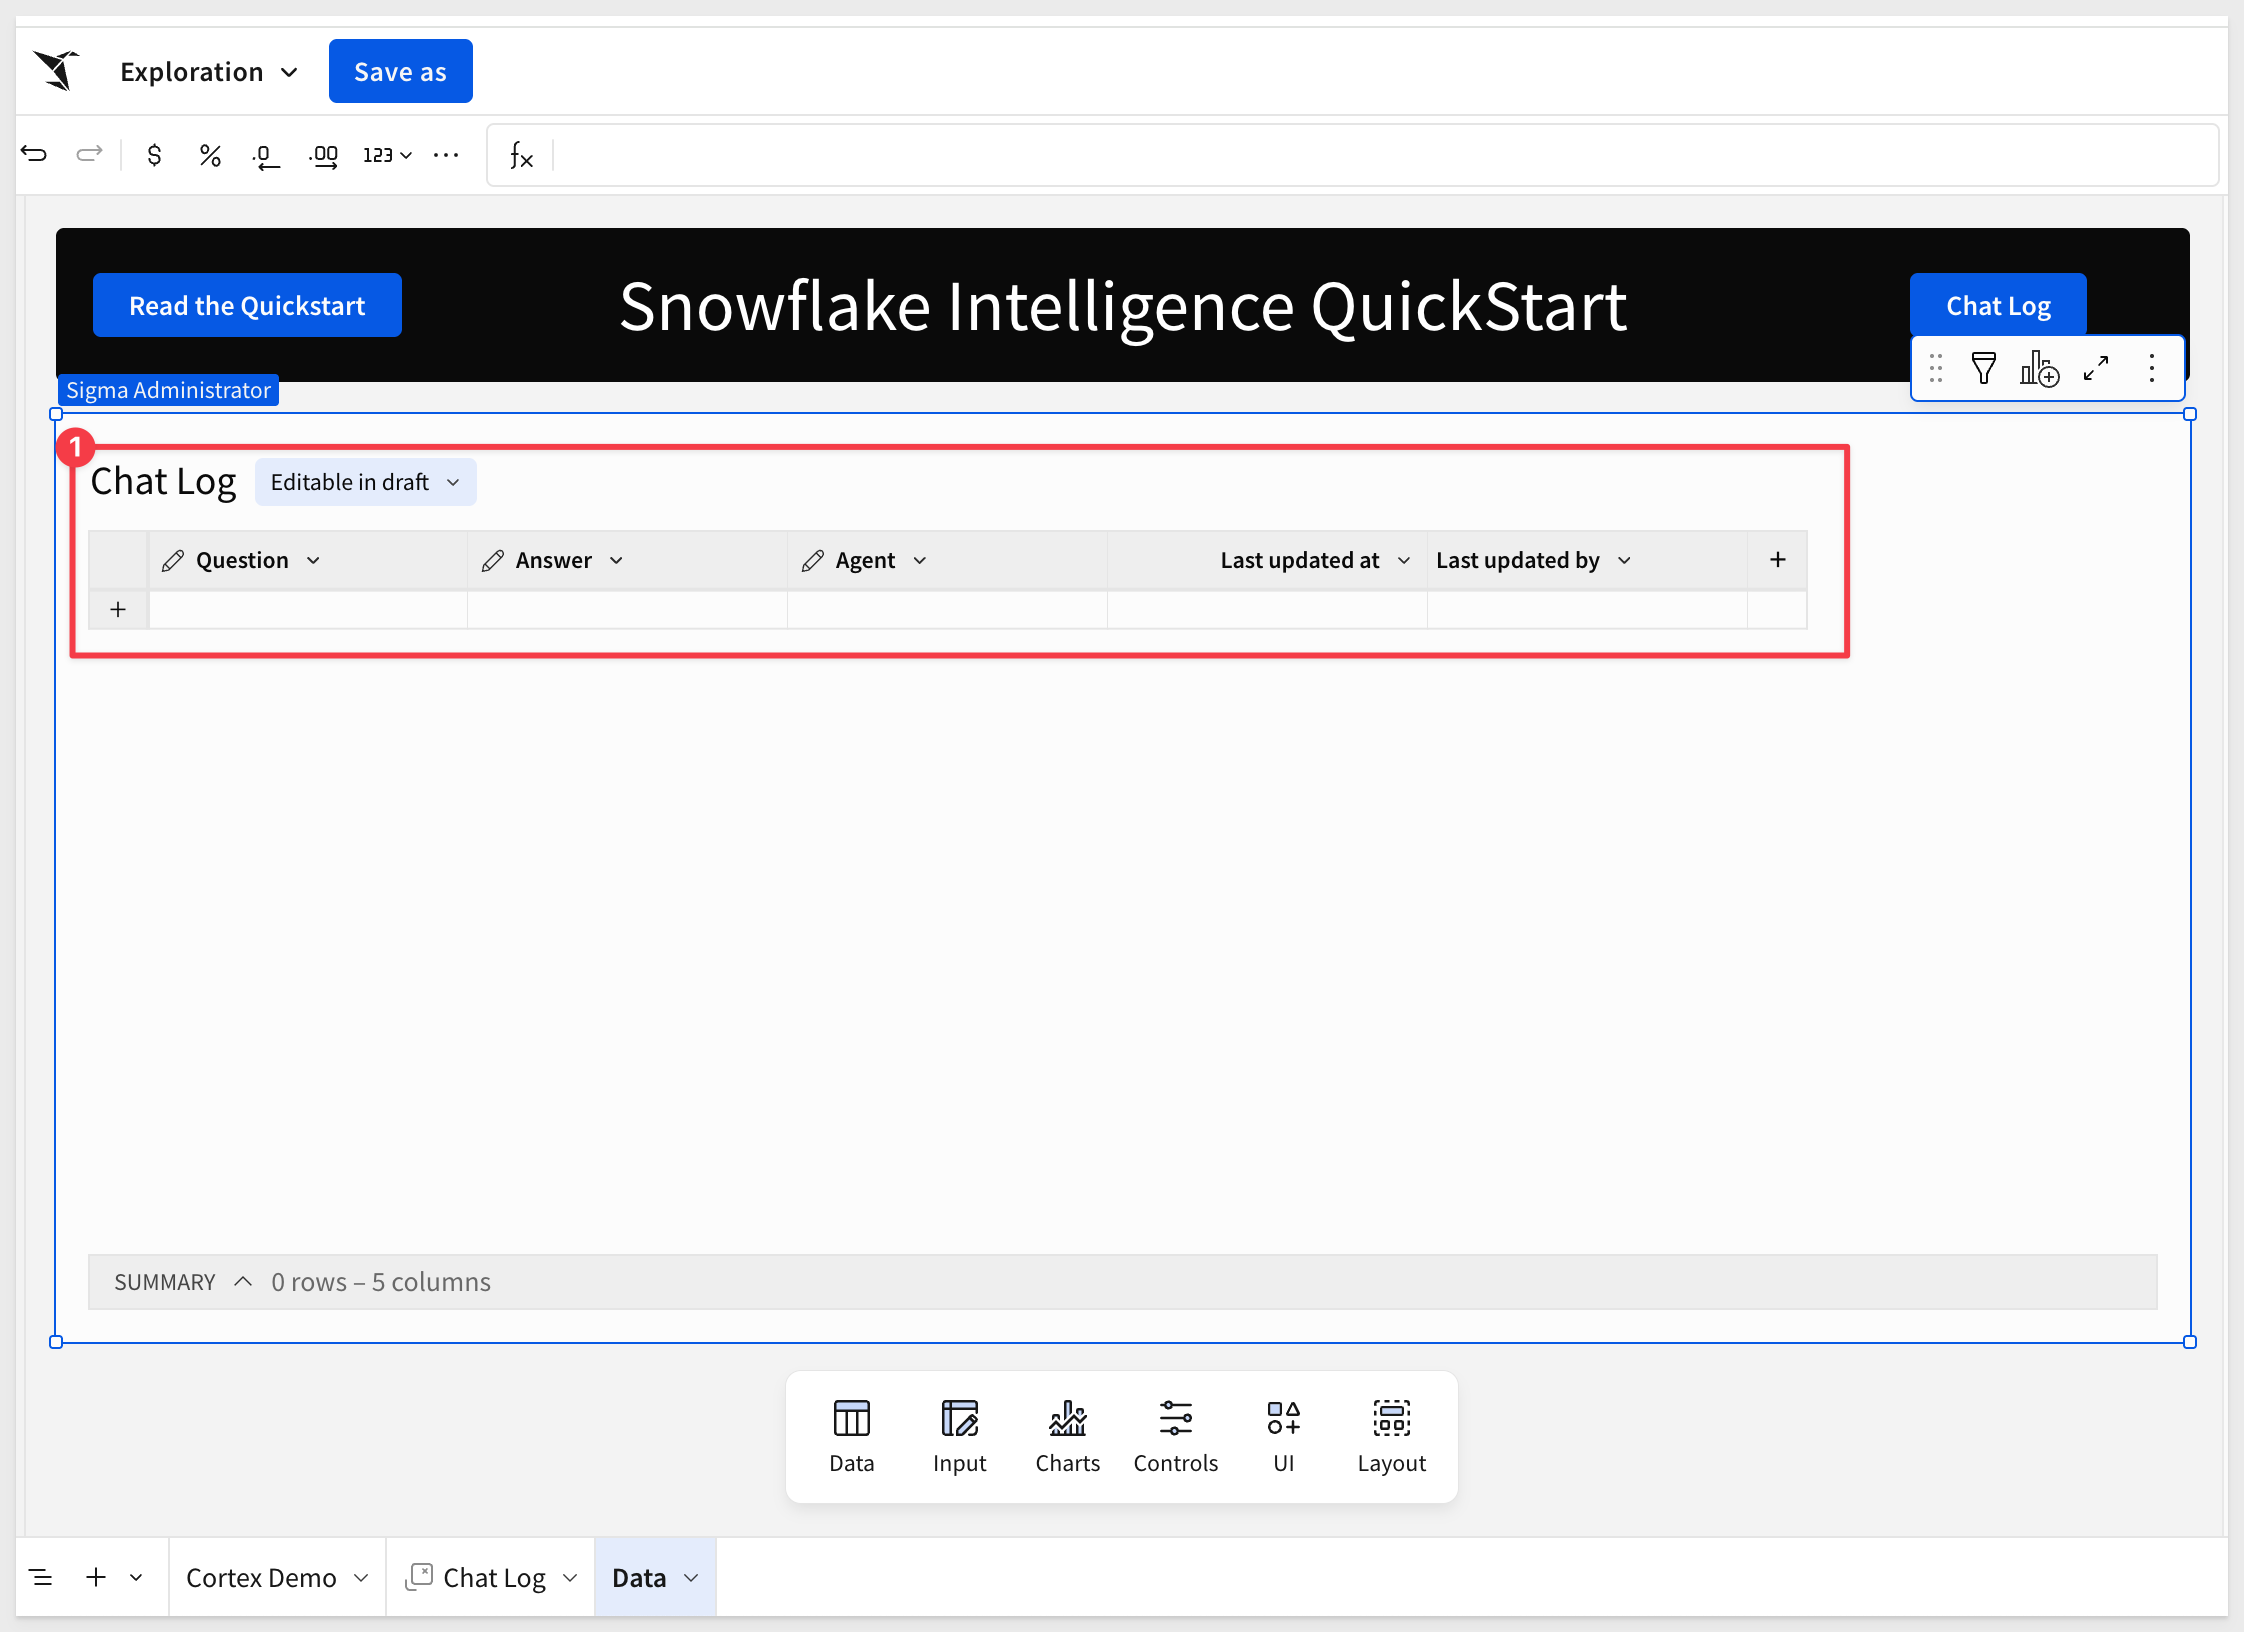 Exploration
Save as
$ % .0 .00 123 ...
fx
Read the Quickstart
Snowflake Intelligence QuickStart
Chat Log
Sigma Administrator
1
Chat Log
Editable in draft
Question Answer Agent Last updated at Last updated by +
+
SUMMARY 0 rows – 5 columns
Data Input Charts Controls UI Layout
+ Cortex Demo Chat Log Data